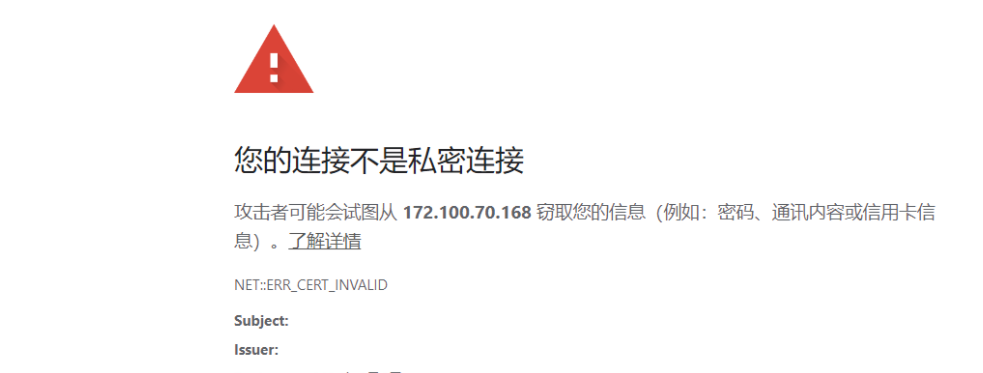 您的连接不是私密连接
攻击者可能会试图从 172.100.70.168 窃取您的信息（例如：密码、通讯内容或信用卡信
息）。了解详情
NET::ERR_CERT_INVALID
Subject:
Issuer: